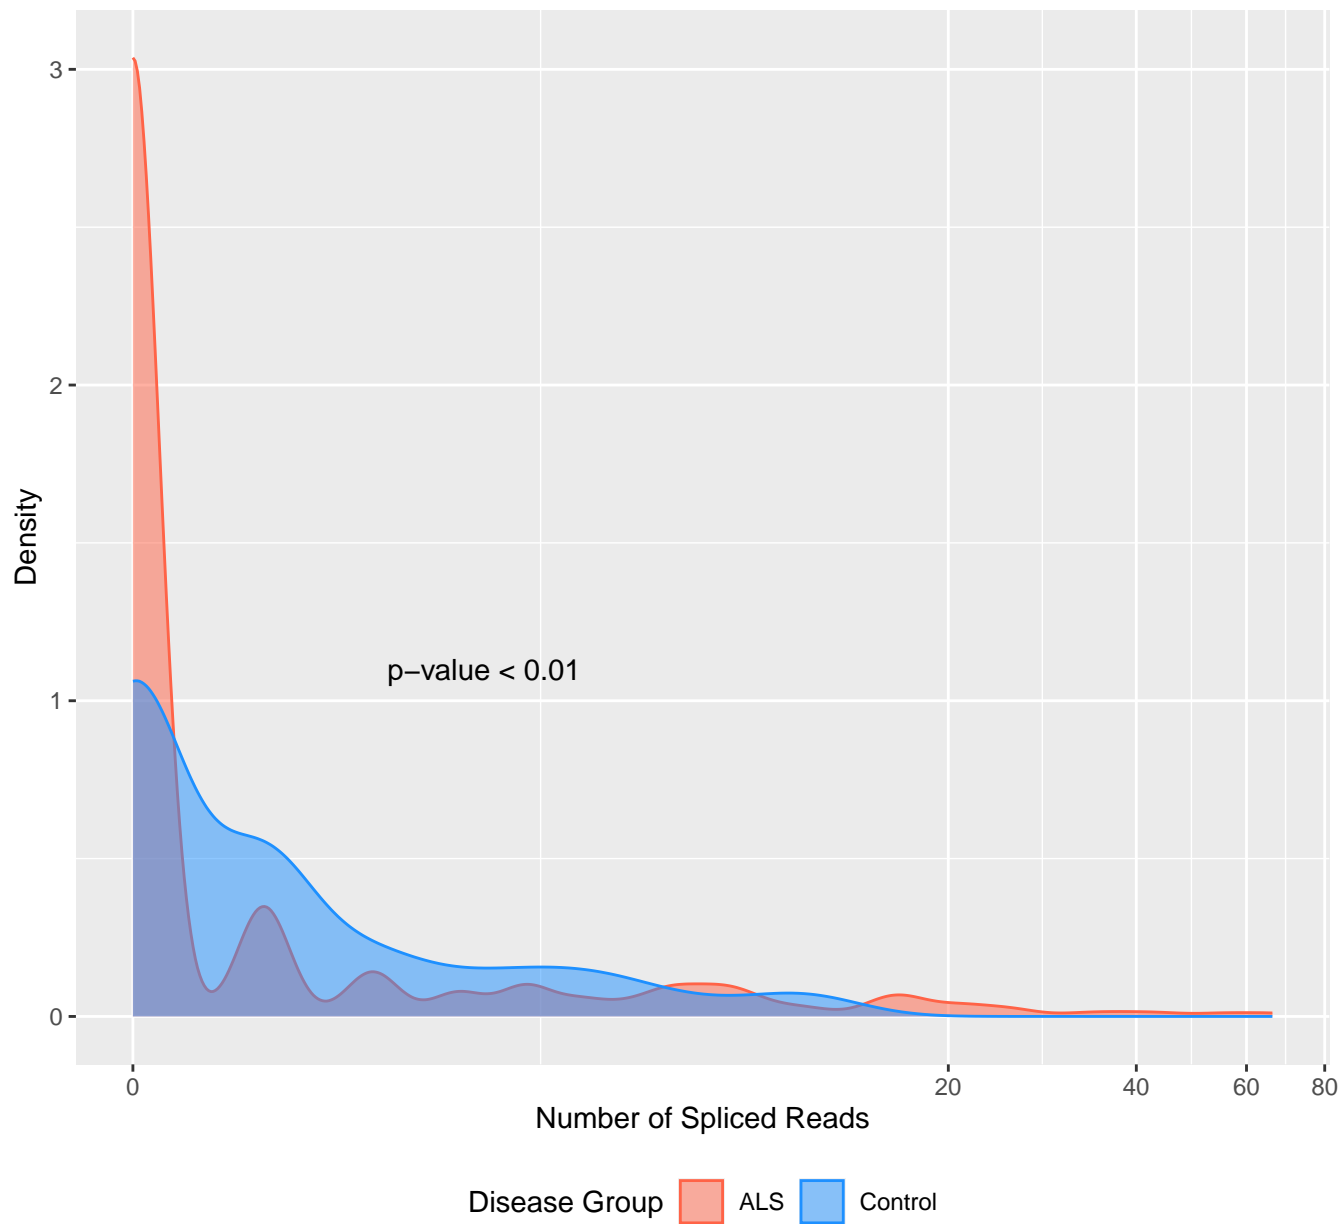 3
2
1
0
Density
p−value < 0.01
0 20 40 60 80
Number of Spliced Reads
Disease Group ALS Control